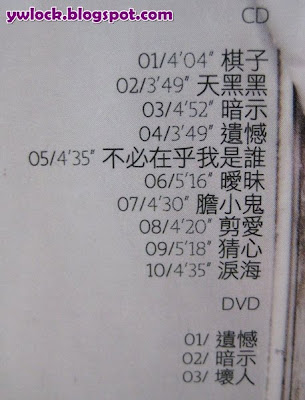 ywlock.blogspot.com
CD
01/4'04" 棋子
02/3'49" 天黑黑
03/4'52" 暗示
04/3'49" 遺憾
05/4'35" 不必在乎我是誰
06/5'16" 曖昧
07/4'30" 膽小鬼
08/4'20" 剪愛
09/5'18" 猜心
10/4'35" 淚海
DVD
01/ 遺憾
02/ 暗示
03/ 壞人